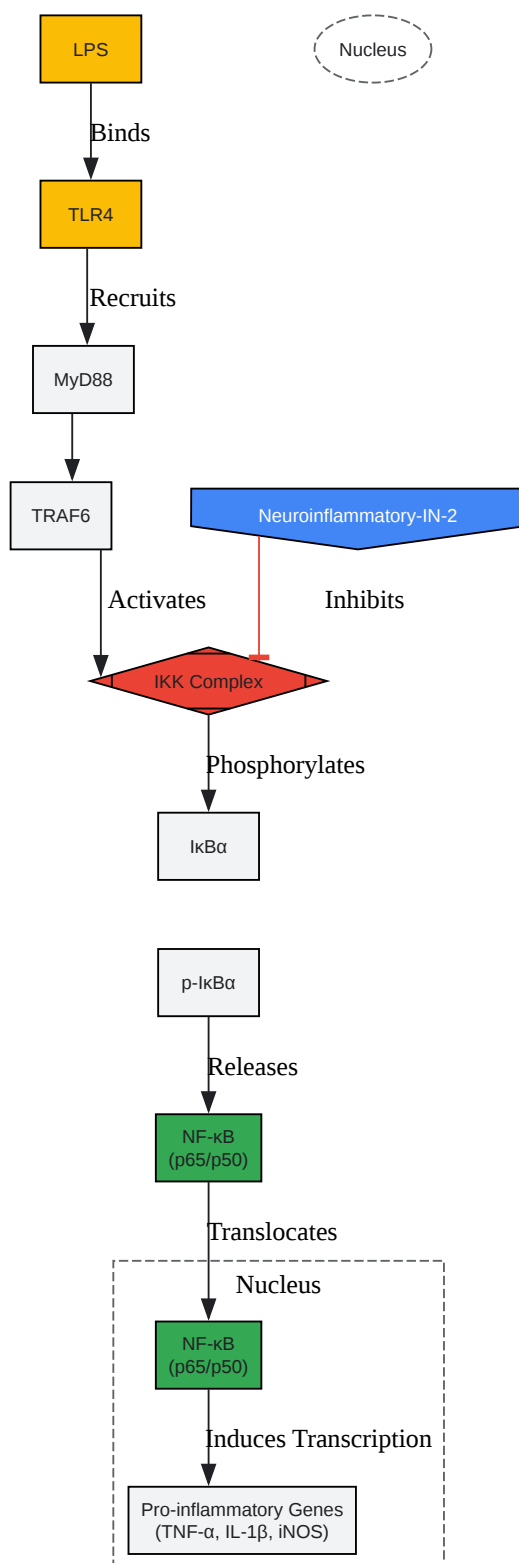 LPS
Nucleus
Binds
TLR4
Recruits
MyD88
TRAF6
Neuroinflammatory-IN-2
Activates
Inhibits
IKK Complex
Phosphorylates
IκBα
p-IκBα
Releases
NF-κB
(p65/p50)
Translocates
Nucleus
NF-κB
(p65/p50)
Induces Transcription
Pro-inflammatory Genes
(TNF-α, IL-1β, iNOS)